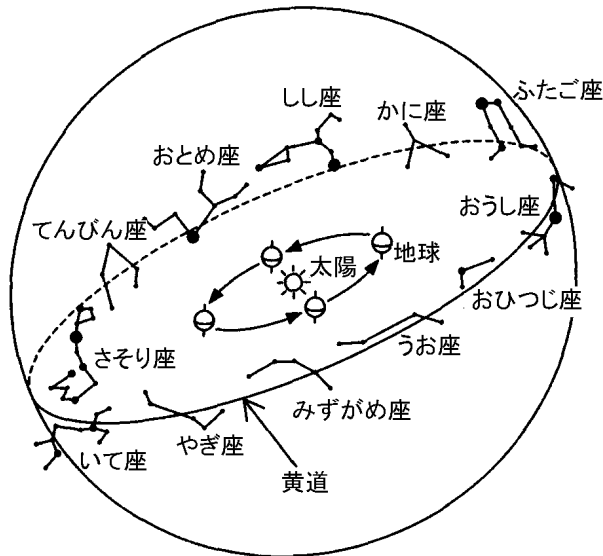 ふたご座
しし座
かに座
おとめ座
おうし座
てんびん座
太陽
地球
おひつじ座
さそり座
うお座
みずがめ座
やぎ座
いて座
黄道